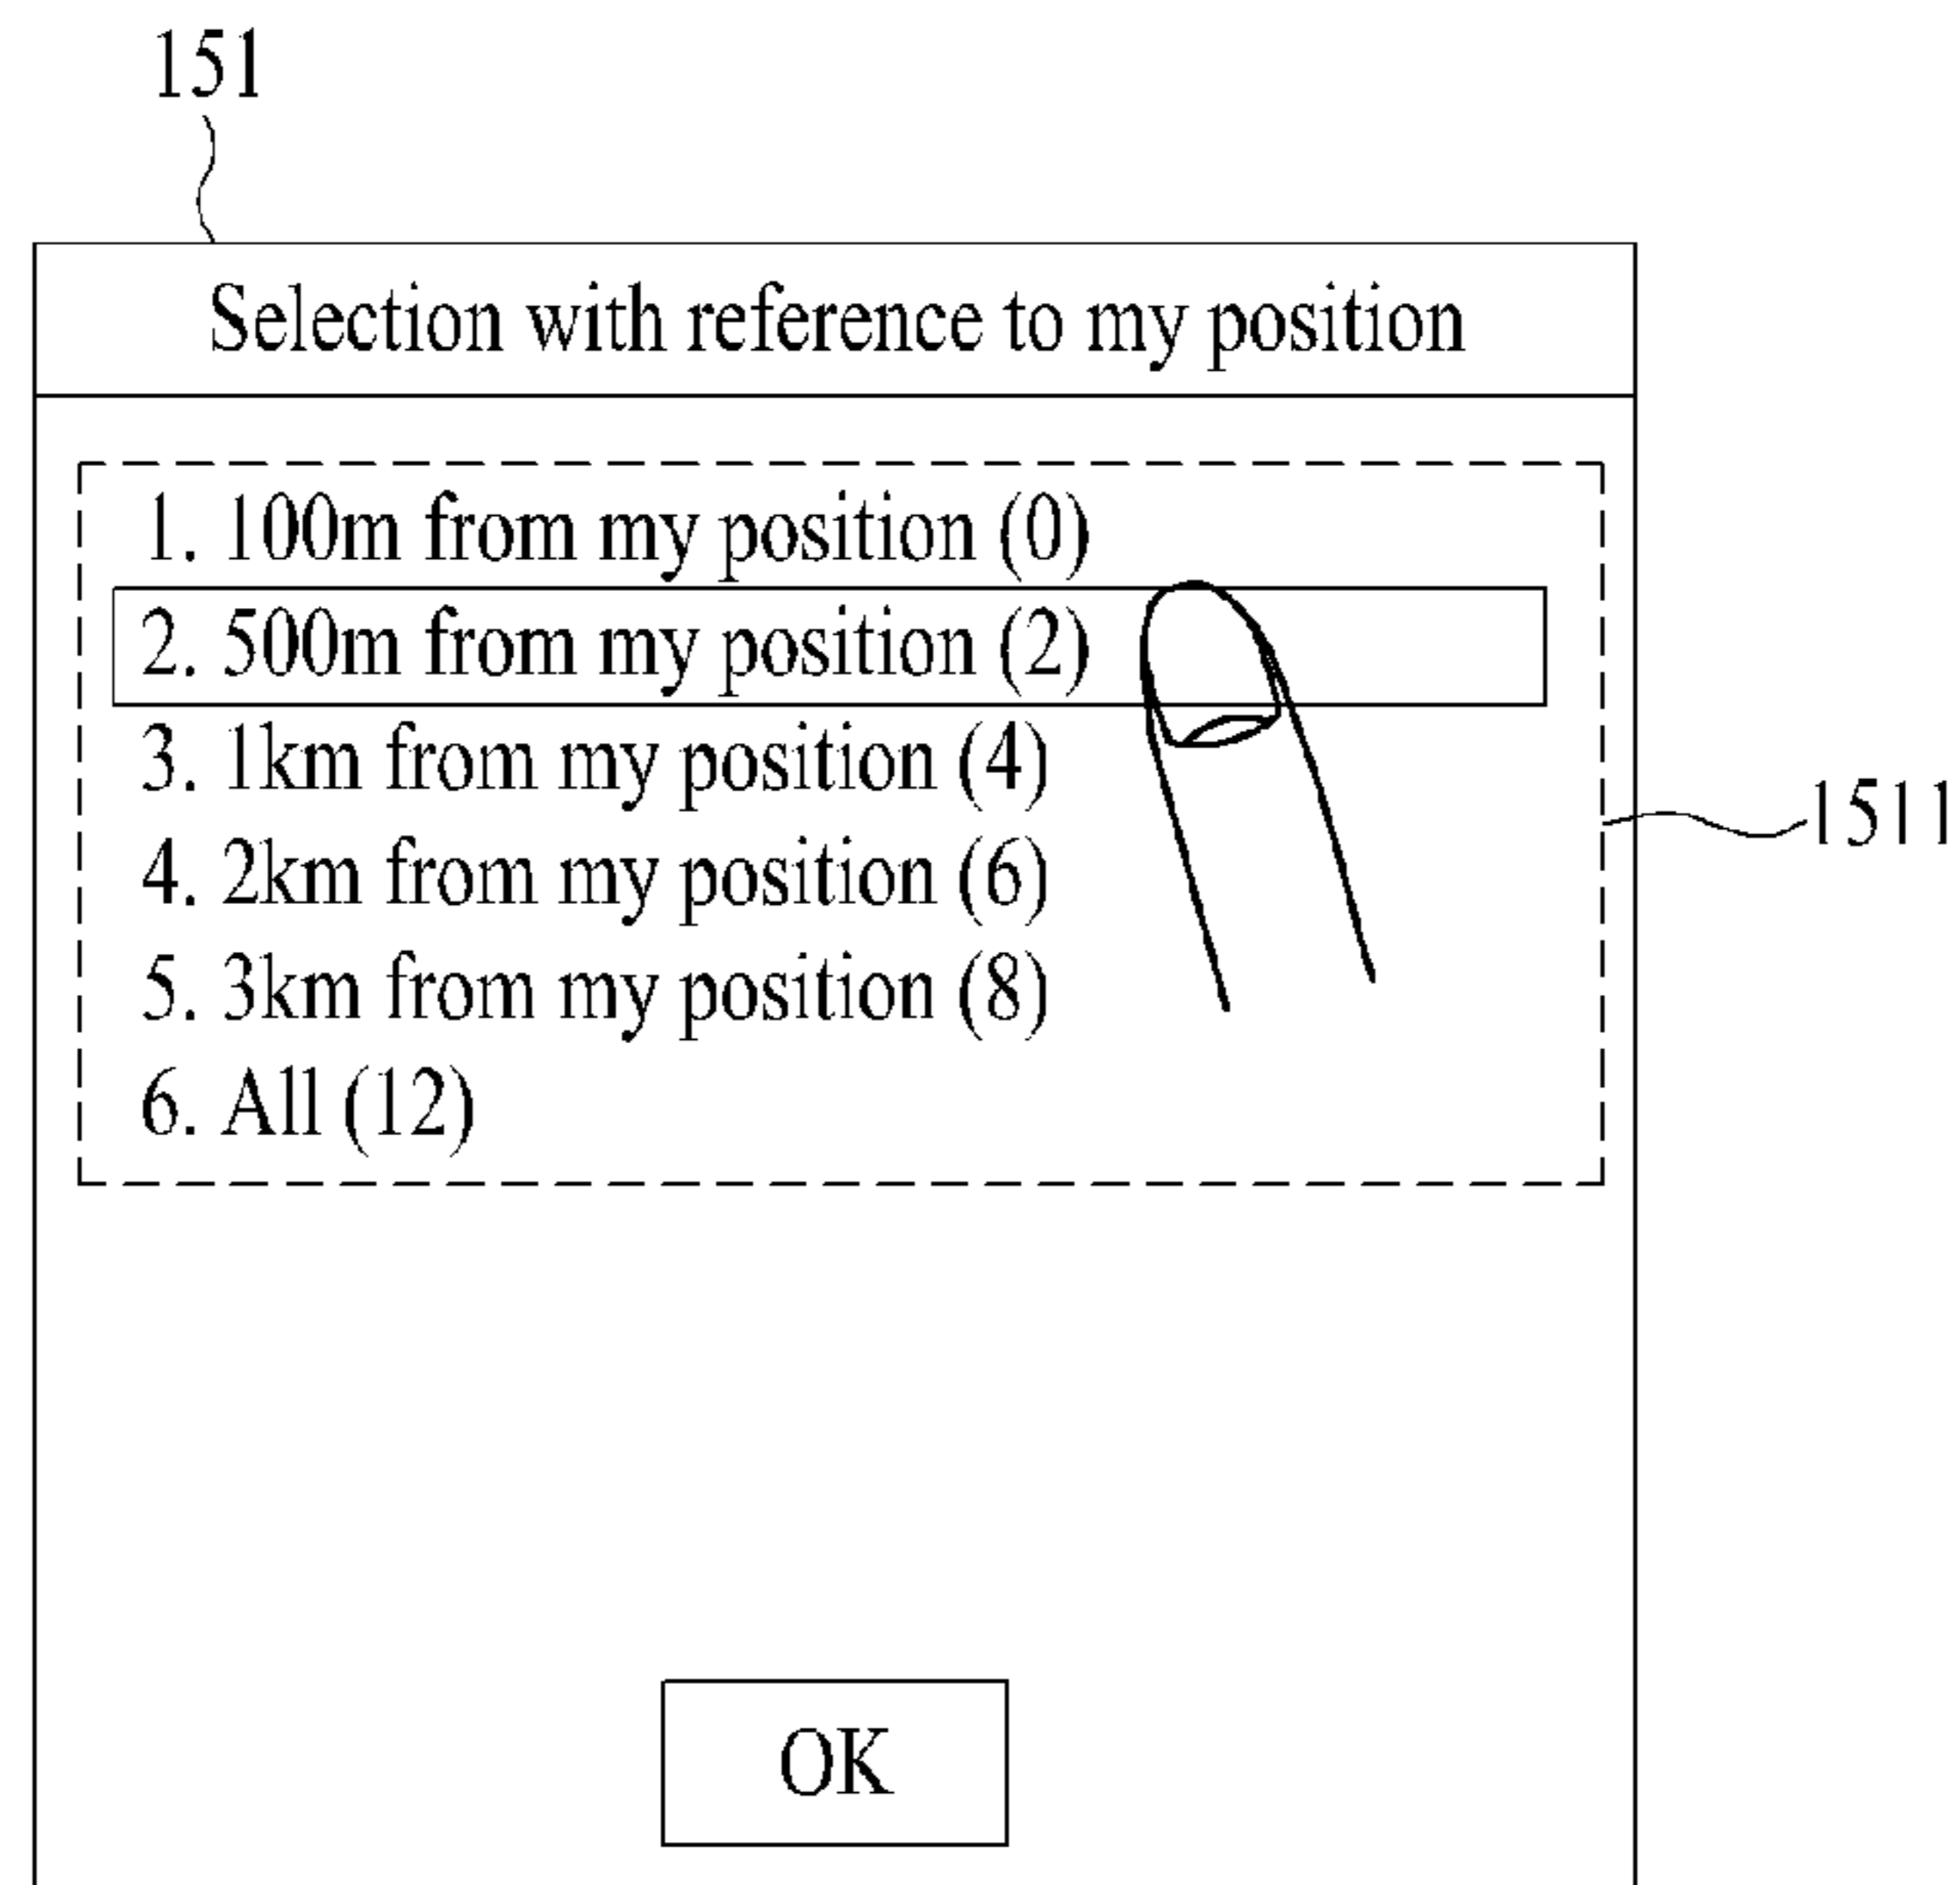 151
Selection with reference to my position
1. 100m from my position (0)
2. 500m from my position (2)
3. 1km from my position (4)
1511
4. 2km from my position (6)
5. 3km from my position (8)
6. All (12)
OK